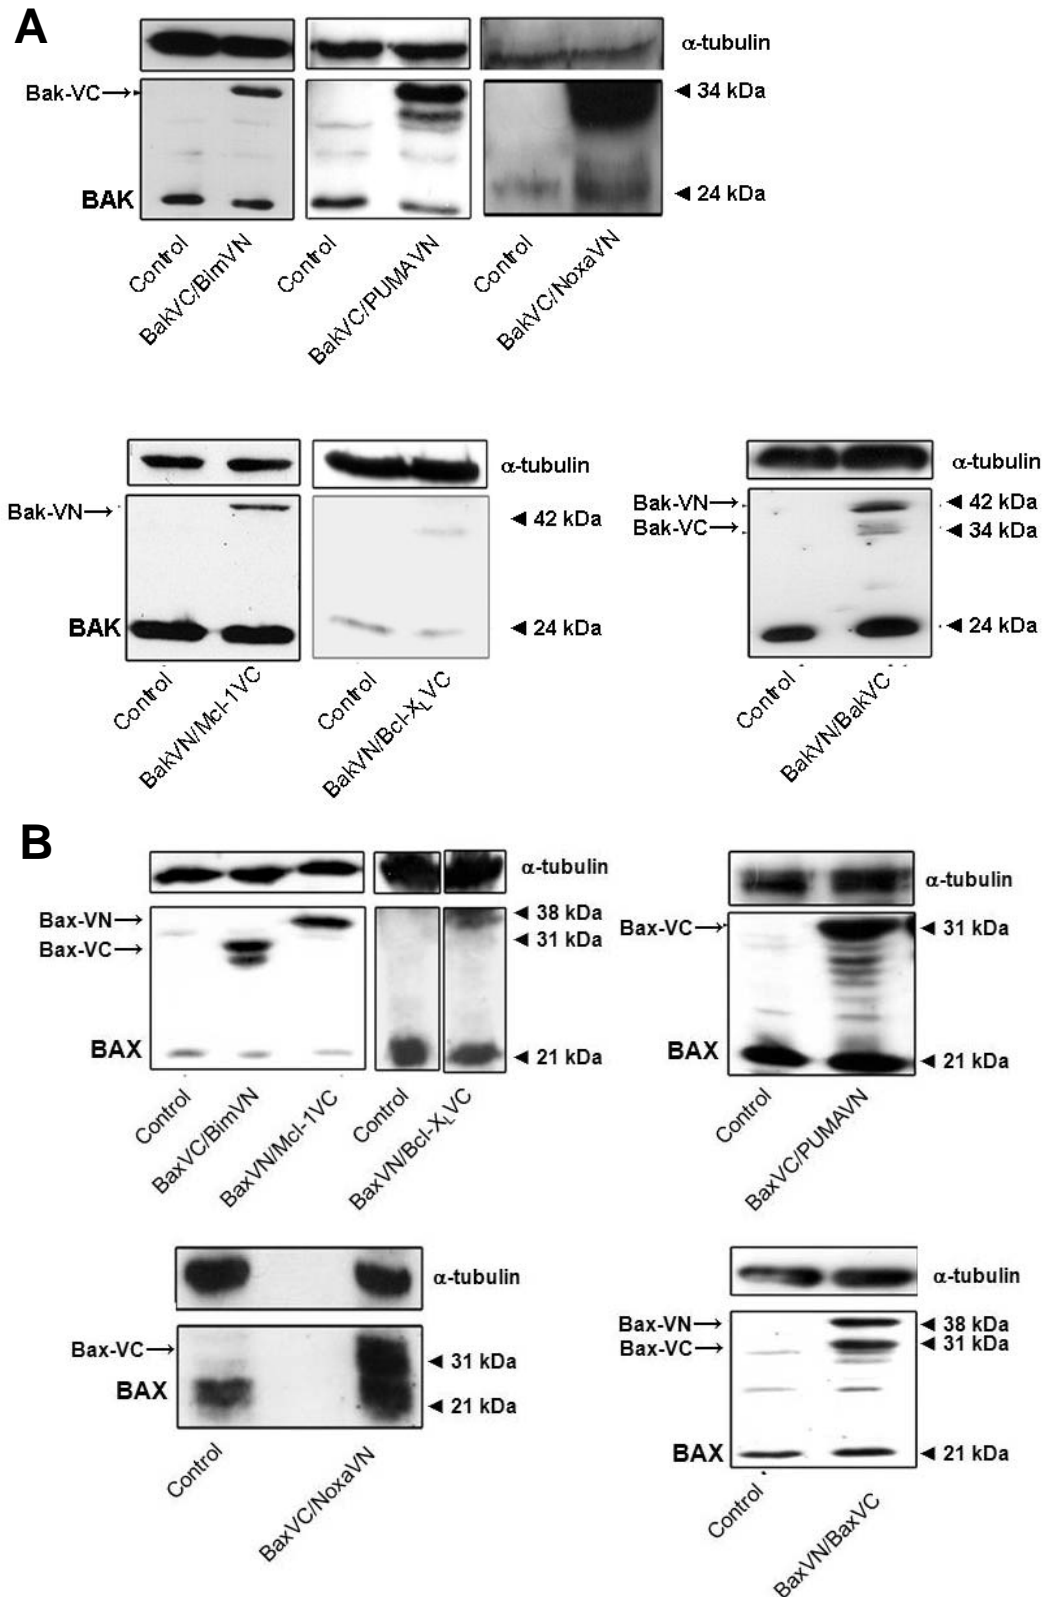 A
α-tubulin
Bak-VC→
◄ 34 kDa
BAK
◄ 24 kDa
Control
BakVC/BimVN
Control
BakVC/PUMAVN
Control
BakVC/NoxaVN
α-tubulin
α-tubulin
Bak-VN→
◄ 42 kDa
Bak-VN→
◄ 42 kDa
Bak-VC→
◄ 34 kDa
BAK
◄ 24 kDa
◄ 24 kDa
Control
BakVN/Mcl-1VC
Control
BakVN/Bcl-XLVC
Control
BakVN/BakVC
B
α-tubulin
α-tubulin
Bax-VN→
◄ 38 kDa
Bax-VC→
◄ 31 kDa
Bax-VC→
◄ 31 kDa
BAX
◄ 21 kDa
BAX
◄ 21 kDa
Control
BaxVC/BimVN
BaxVN/Mcl-1VC
Control
BaxVN/Bcl-XLVC
Control
BaxVC/PUMAVN
α-tubulin
α-tubulin
Bax-VC→
◄ 31 kDa
BAX
◄ 21 kDa
Bax-VN→
◄ 38 kDa
Bax-VC→
◄ 31 kDa
BAX
◄ 21 kDa
Control
BaxVC/NoxaVN
Control
BaxVN/BaxVC